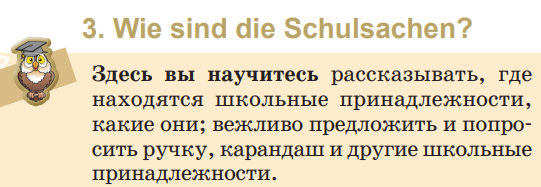 3. Wie sind die Schulsachen?
Здесь вы научитесь рассказывать, где
находятся школьные принадлежности,
какие они; вежливо предложить и попро-
сить ручку, карандаш и другие школьные
принадлежности.